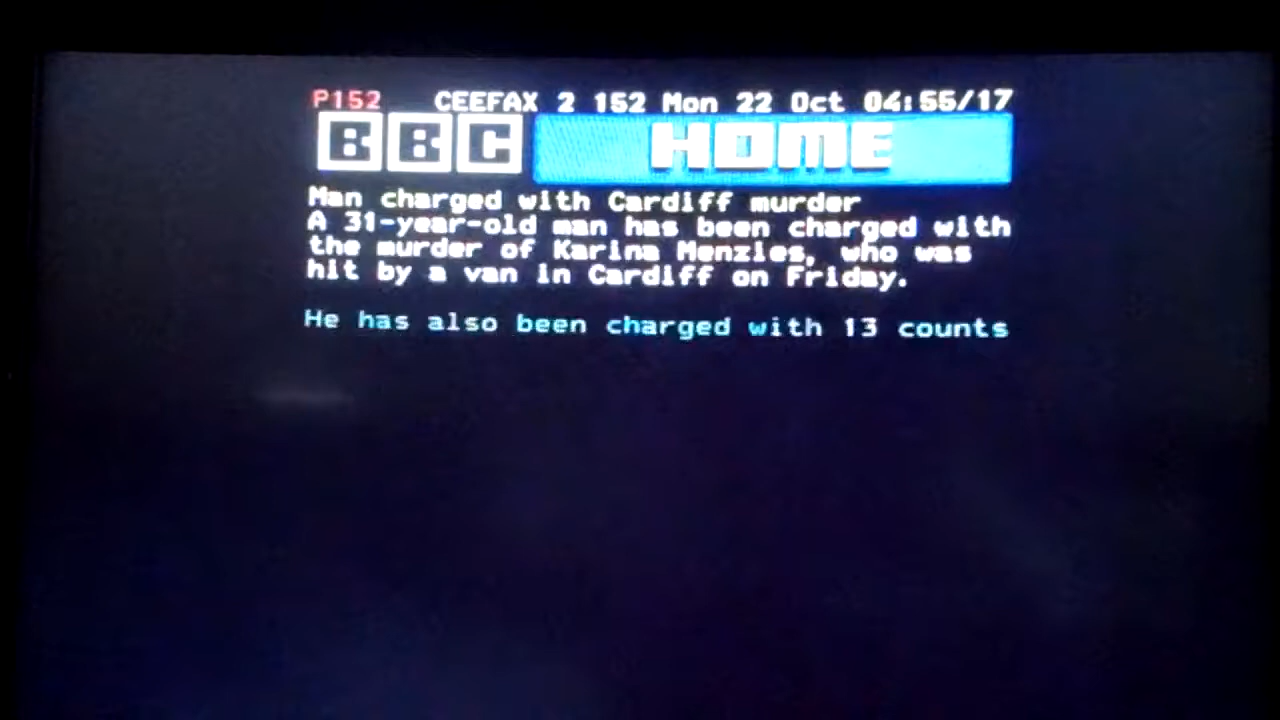 P152 CEEFAX 2 152 Mon 22 Oct 04:55/17
BBC HOME
Man charged with Cardiff murder
A 31-year-old man has been charged with
the murder of Karina Menzies, who was
hit by a van in Cardiff on Friday.
He has also been charged with 13 counts